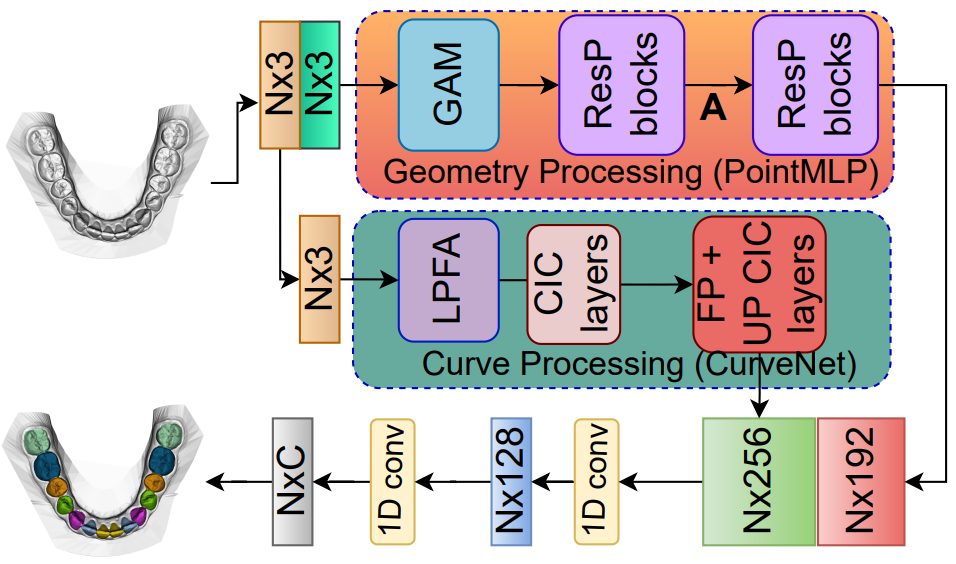 Nx3
Nx3
GAM
ResP
blocks
A
ResP
blocks
Geometry Processing (PointMLP)
Nx3
LPFA
CIC
layers
FP +
UP CIC
layers
Curve Processing (CurveNet)
NxC
1D conv
Nx128
1D conv
Nx256
Nx192